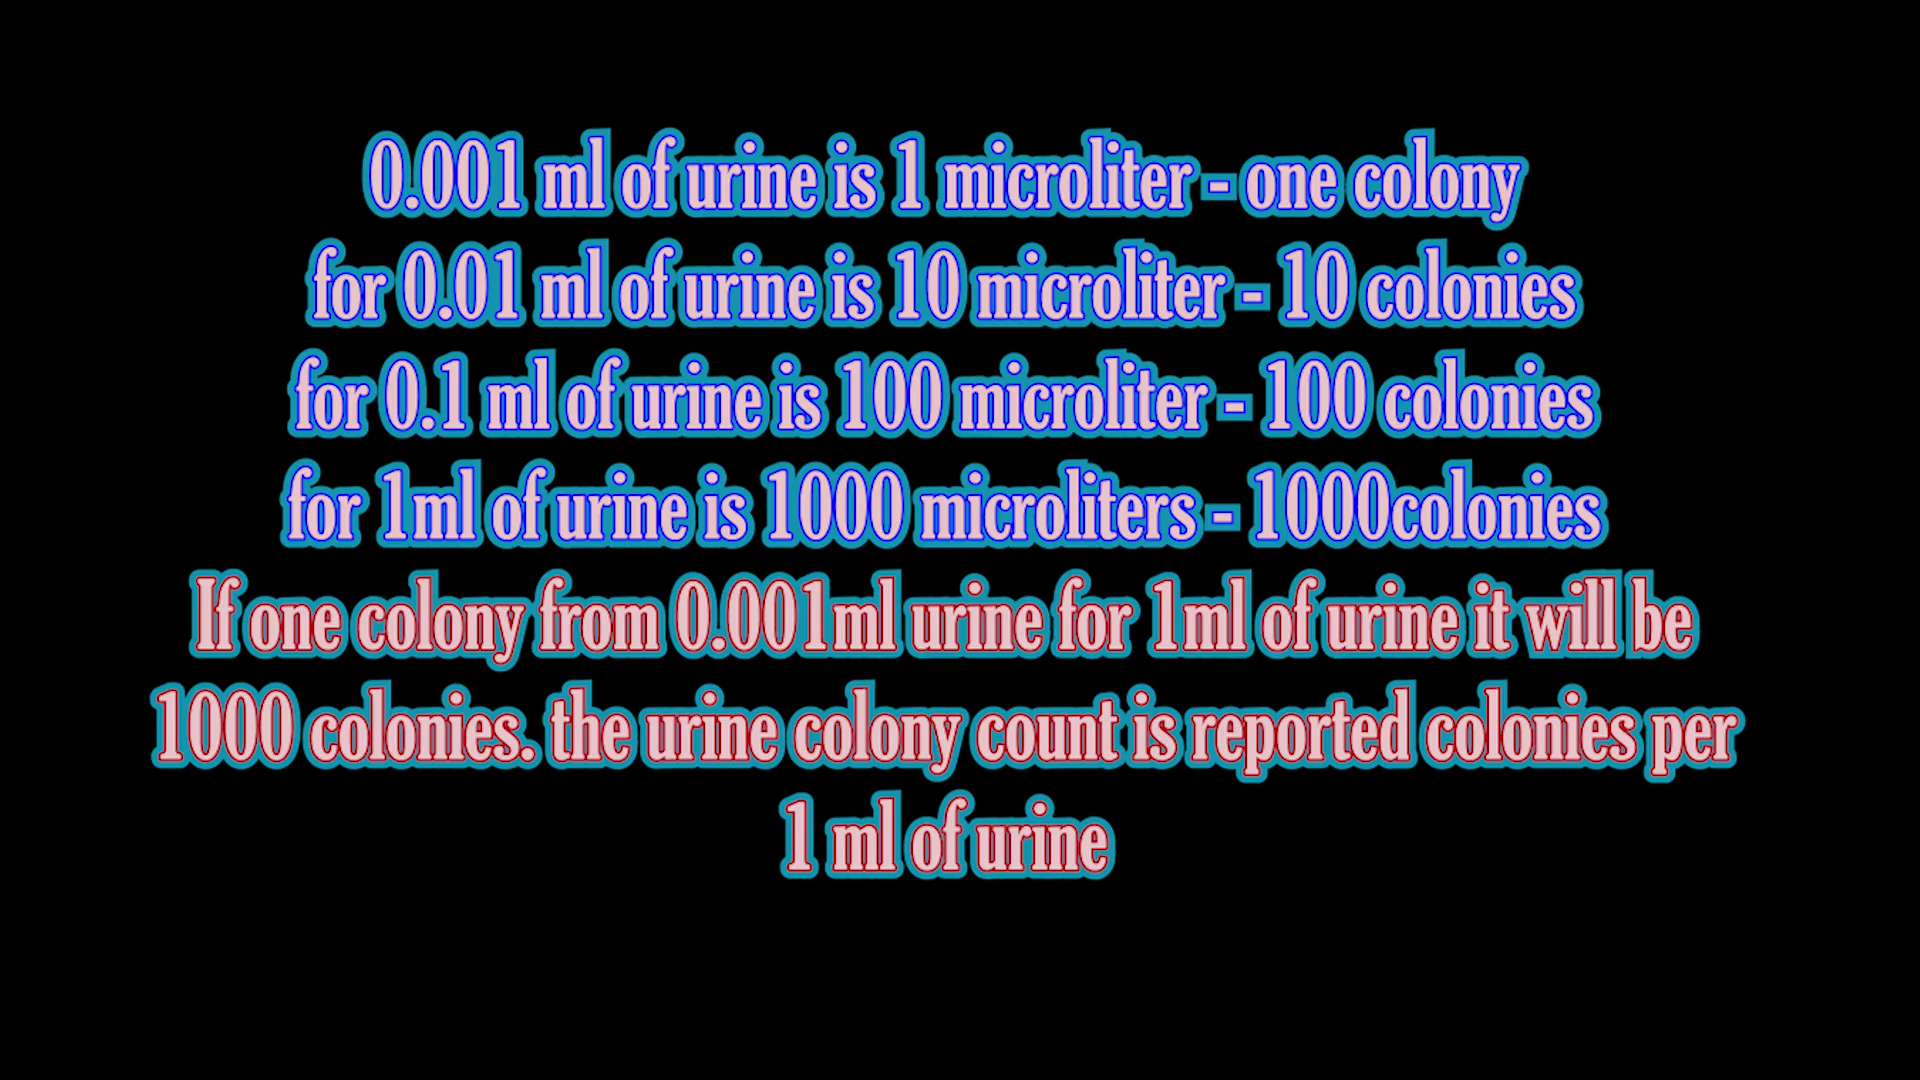 0.001 ml of urine is 1 microliter - one colony
for 0.01 ml of urine is 10 microliter - 10 colonies
for 0.1 ml of urine is 100 microliter - 100 colonies
for 1ml of urine is 1000 microliters - 1000colonies
If one colony from 0.001ml urine for 1ml of urine it will be
1000 colonies. the urine colony count is reported colonies per
1 ml of urine